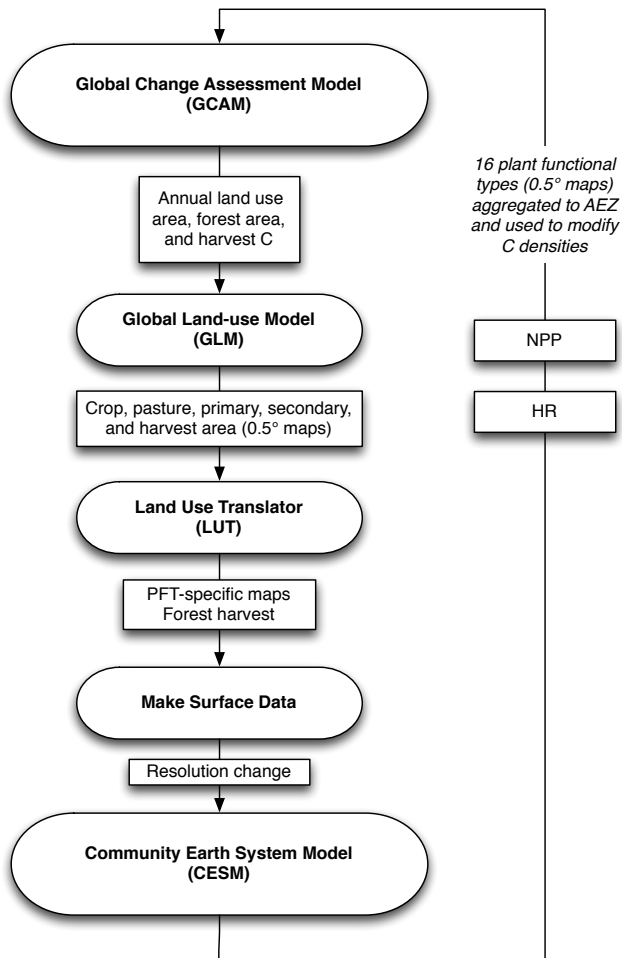 Global Change Assessment Model
(GCAM)
Annual land use
area, forest area,
and harvest C
Global Land-use Model
(GLM)
Crop, pasture, primary, secondary,
and harvest area (0.5° maps)
Land Use Translator
(LUT)
PFT-specific maps
Forest harvest
Make Surface Data
Resolution change
Community Earth System Model
(CESM)
16 plant functional
types (0.5° maps)
aggregated to AEZ
and used to modify
C densities
NPP
HR